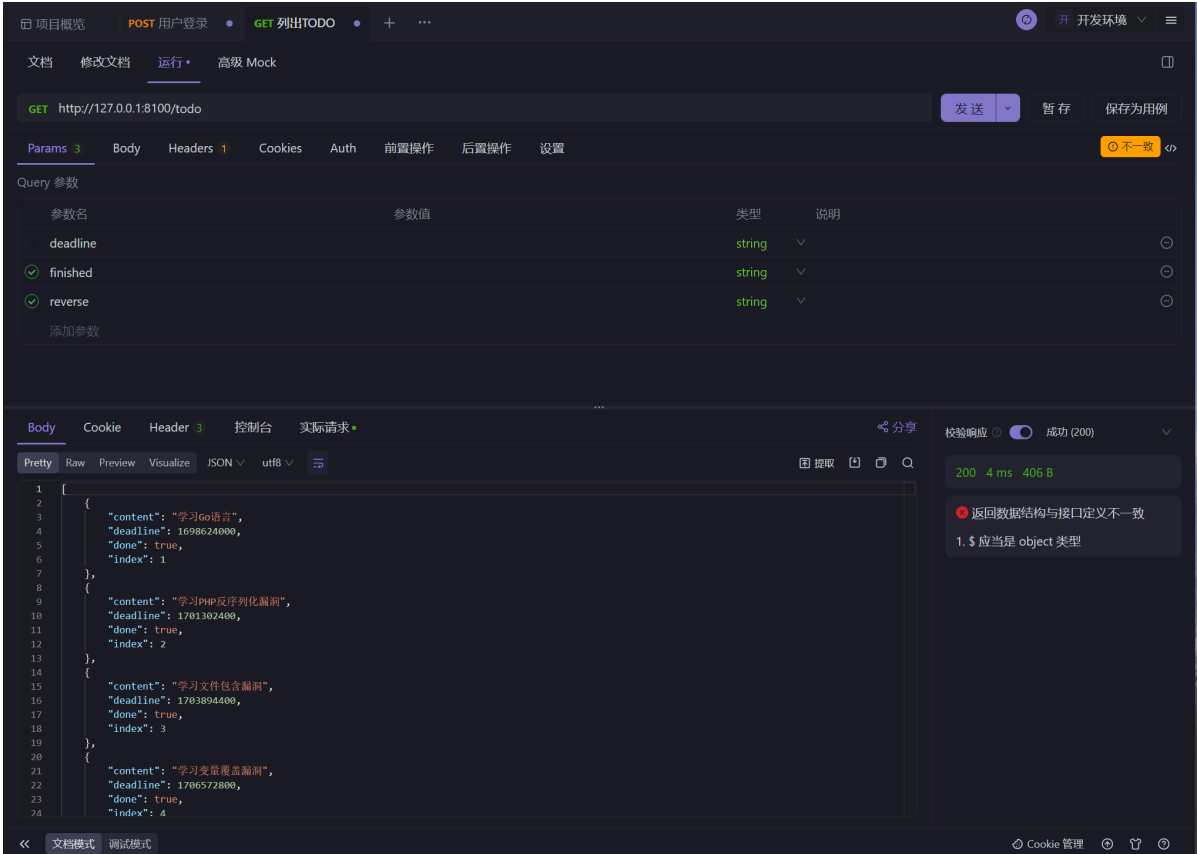 项目概览 POST 用户登录 GET 列出TODO 开 开发环境
文档 修改文档 运行 高级 Mock
GET http://127.0.0.1:8100/todo 发送 暂存 保存为用例
Params 3 Body Headers 1 Cookies Auth 前置操作 后置操作 设置 不一致 </>
Query 参数
参数名 参数值 类型 说明
deadline string
finished string
reverse string
添加参数
Body Cookie Header 3 控制台 实际请求 分享
校验响应 成功 (200)
Pretty Raw Preview Visualize JSON utf8 提取
200 4 ms 406 B
返回数据结构与接口定义不一致
1. $ 应当是 object 类型
1 [
2 {
3 "content": "学习Go语言",
4 "deadline": 1698624000,
5 "done": true,
6 "index": 1
7 },
8 {
9 "content": "学习PHP反序列化漏洞",
10 "deadline": 1701302400,
11 "done": true,
12 "index": 2
13 },
14 {
15 "content": "学习文件包含漏洞",
16 "deadline": 1703894400,
17 "done": true,
18 "index": 3
19 },
20 {
21 "content": "学习变量覆盖漏洞",
22 "deadline": 1706572800,
23 "done": true,
24 "index": 4
文档模式 调试模式 Cookie 管理